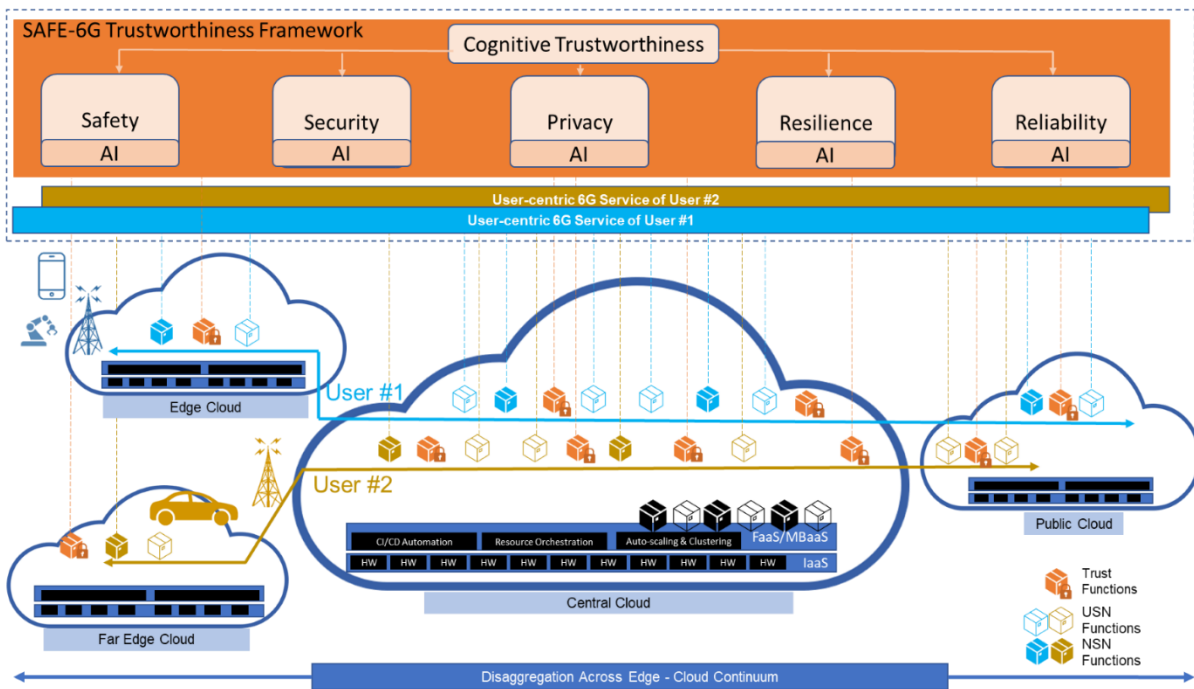 SAFE-6G Trustworthiness Framework
Cognitive Trustworthiness
Safety
AI
Security
AI
Privacy
AI
Resilience
AI
Reliability
AI
User-centric 6G Service of User #2
User-centric 6G Service of User #1
User #1
Edge Cloud
User #2
Far Edge Cloud
CI/CD Automation
Resource Orchestration
Auto-scaling & Clustering
FaaS/MBaaS
HW HW HW HW HW HW HW HW HW HW HW
IaaS
Central Cloud
Public Cloud
Trust
Functions
USN
Functions
NSN
Functions
Disaggregation Across Edge - Cloud Continuum